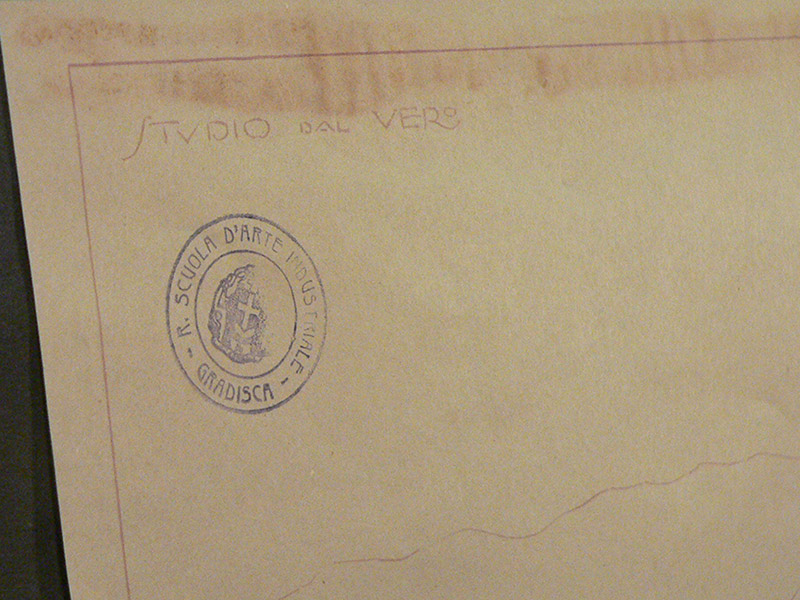 STVDIO DAL VERO
R. SCUOLA D'ARTE INDUSTRIALE
- GRADISCA -